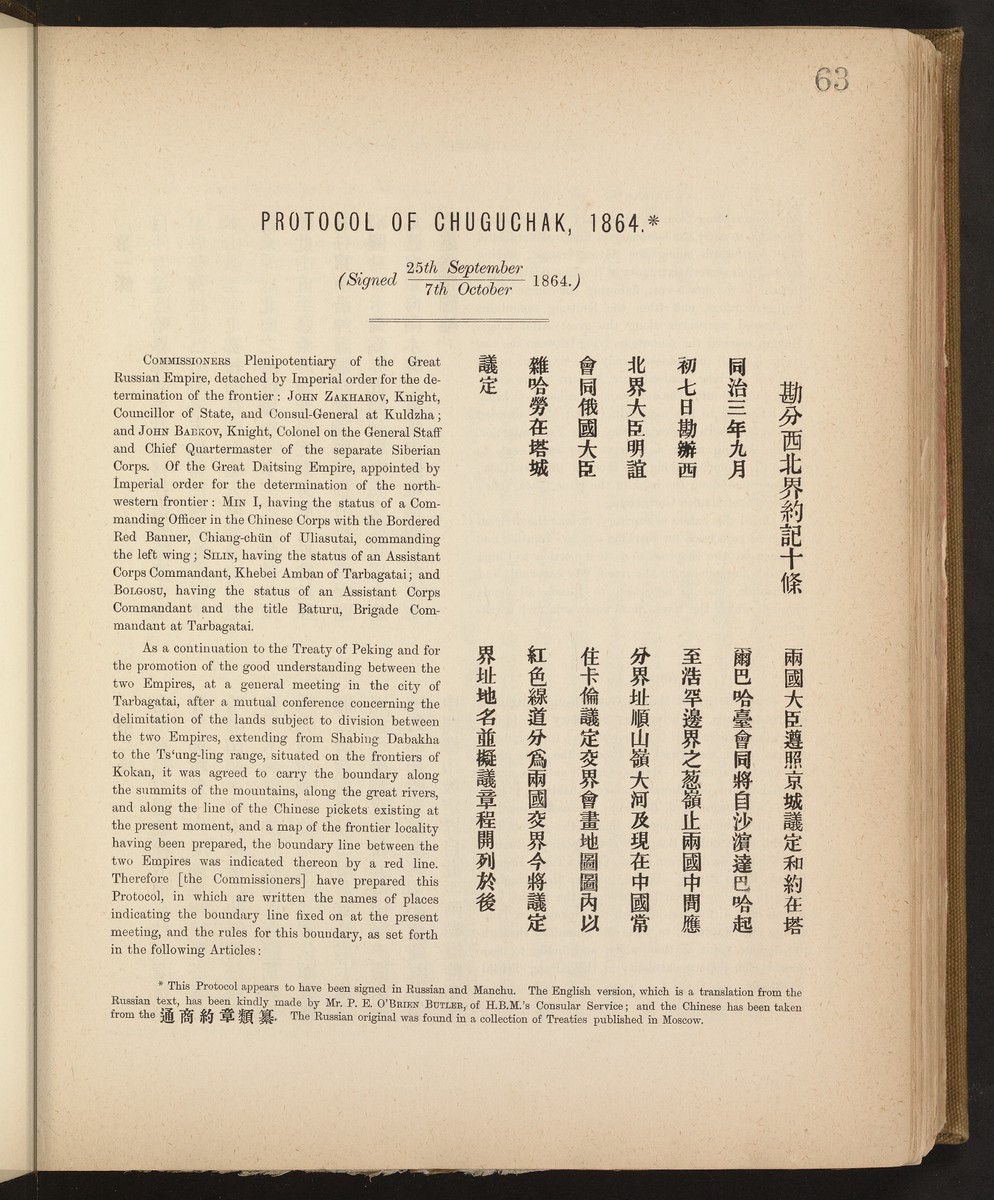 63
PROTOCOL OF CHUGUCHAK, 1864.*
(Signed 25th September / 7th October 1864.)
COMMISSIONERS Plenipotentiary of the Great
Russian Empire, detached by Imperial order for the de-
termination of the frontier: JOHN ZAKHAROV, Knight,
Councillor of State, and Consul-General at Kuldzha;
and JOHN BABKOV, Knight, Colonel on the General Staff
and Chief Quartermaster of the separate Siberian
Corps. Of the Great Daitsing Empire, appointed by
Imperial order for the determination of the north-
western frontier: MIN I, having the status of a Com-
manding Officer in the Chinese Corps with the Bordered
Red Banner, Chiang-chün of Uliasutai, commanding
the left wing; SILIN, having the status of an Assistant
Corps Commandant, Khebei Amban of Tarbagatai; and
BOLGOSU, having the status of an Assistant Corps
Commandant and the title Baturu, Brigade Com-
mandant at Tarbagatai.
As a continuation to the Treaty of Peking and for
the promotion of the good understanding between the
two Empires, at a general meeting in the city of
Tarbagatai, after a mutual conference concerning the
delimitation of the lands subject to division between
the two Empires, extending from Shabing Dabakha
to the Ts‘ung-ling range, situated on the frontiers of
Kokan, it was agreed to carry the boundary along
the summits of the mountains, along the great rivers,
and along the line of the Chinese pickets existing at
the present moment, and a map of the frontier locality
having been prepared, the boundary line between the
two Empires was indicated thereon by a red line.
Therefore [the Commissioners] have prepared this
Protocol, in which are written the names of places
indicating the boundary line fixed on at the present
meeting, and the rules for this boundary, as set forth
in the following Articles:
勘分西北界約記十條
同治三年九月
初七日勘辦西
北界大臣明誼
會同俄國大臣
雜哈勞在塔城
議定
兩國大臣遵照京城議定和約在塔
爾巴哈臺會同將自沙濱達巴哈起
至浩罕邊界之葱嶺止兩國中間應
分界址順山嶺大河及現在中國常
住卡倫議定交界會畫地圖圖內以
紅色線道分爲兩國交界今將議定
界址地名並擬議章程開列於後
* This Protocol appears to have been signed in Russian and Manchu. The English version, which is a translation from the
Russian text, has been kindly made by Mr. P. E. O'BRIEN BUTLER, of H.B.M.'s Consular Service; and the Chinese has been taken
from the 通商約章類纂. The Russian original was found in a collection of Treaties published in Moscow.